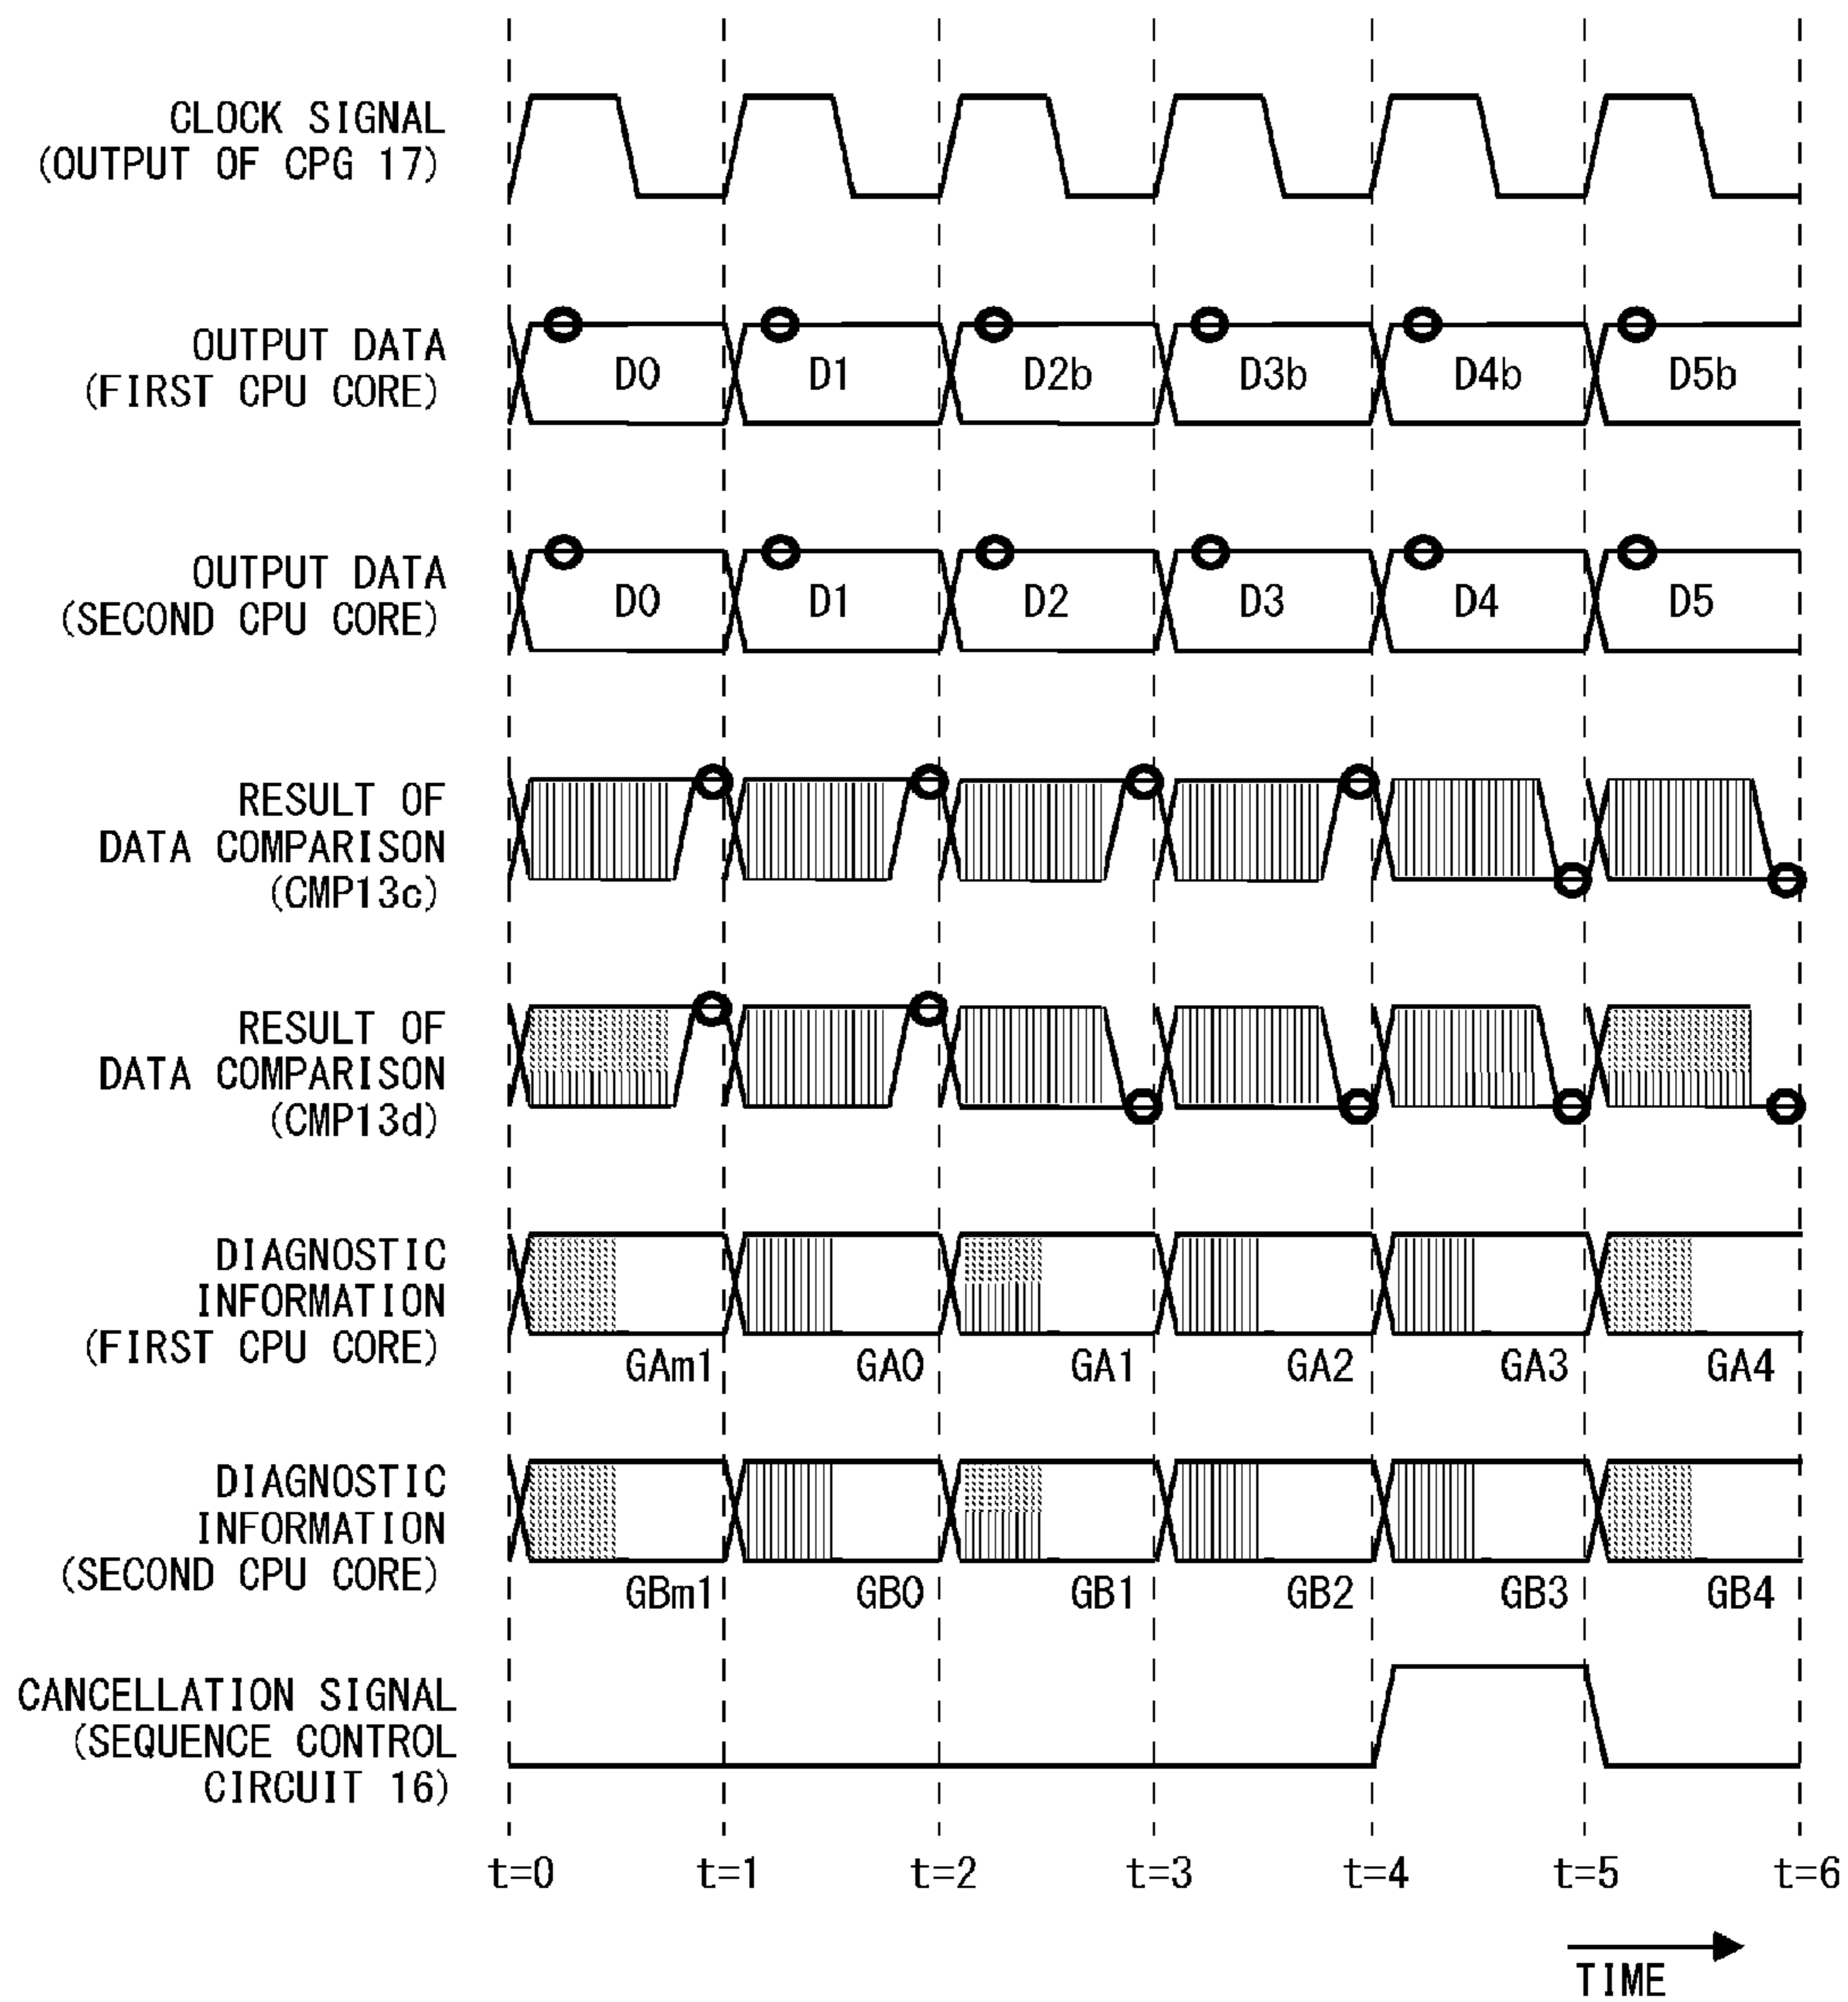 CLOCK SIGNAL
(OUTPUT OF CPG 17)
OUTPUT DATA
(FIRST CPU CORE)
D0 D1 D2b D3b D4b D5b
OUTPUT DATA
(SECOND CPU CORE)
D0 D1 D2 D3 D4 D5
RESULT OF
DATA COMPARISON
(CMP13c)
RESULT OF
DATA COMPARISON
(CMP13d)
DIAGNOSTIC
INFORMATION
(FIRST CPU CORE)
GAm1 GA0 GA1 GA2 GA3 GA4
DIAGNOSTIC
INFORMATION
(SECOND CPU CORE)
GBm1 GB0 GB1 GB2 GB3 GB4
CANCELLATION SIGNAL
(SEQUENCE CONTROL
CIRCUIT 16)
t=0 t=1 t=2 t=3 t=4 t=5 t=6
TIME